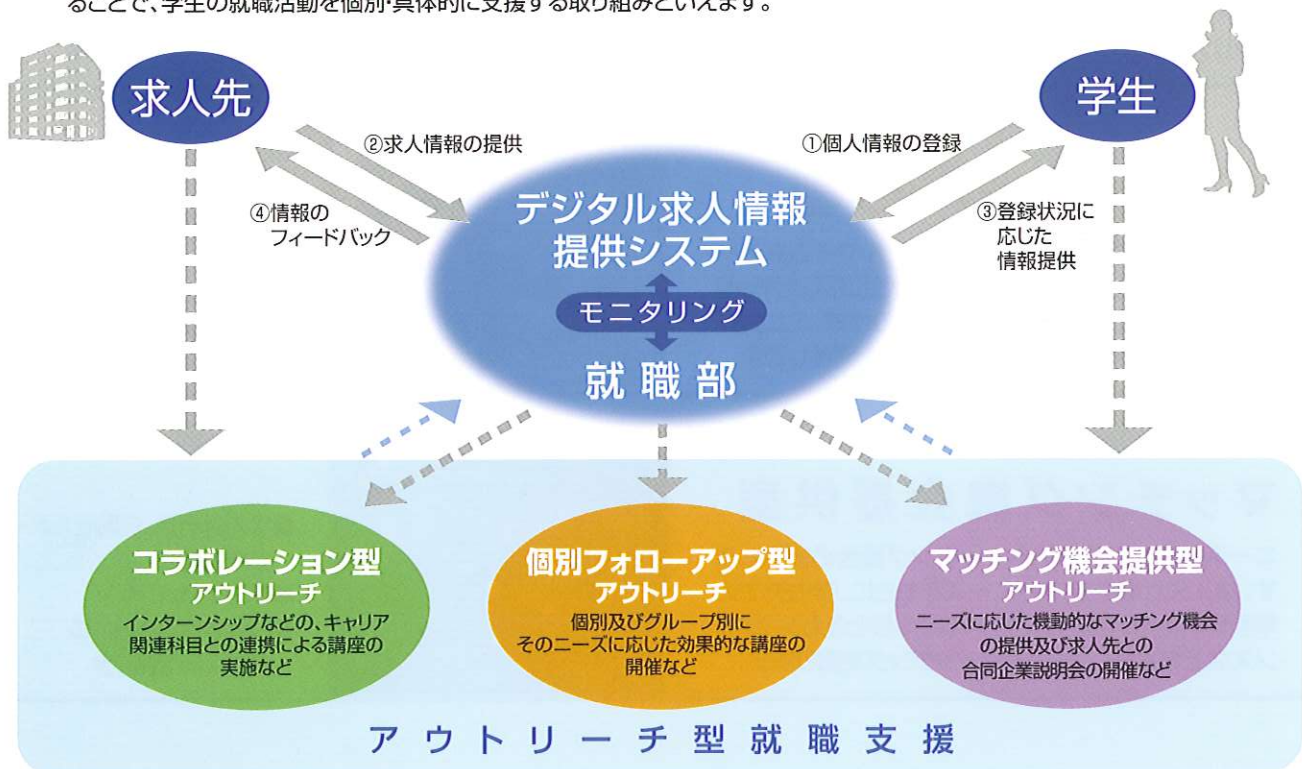 ることで、学生の就職活動を個別・具体的に支援する取り組みといえます。
求人先
学生
②求人情報の提供
①個人情報の登録
④情報の
フィードバック
③登録状況に
応じた
情報提供
デジタル求人情報
提供システム
モニタリング
就職部
コラボレーション型
アウトリーチ
インターンシップなどの、キャリア
関連科目との連携による講座の
実施など
個別フォローアップ型
アウトリーチ
個別及びグループ別に
そのニーズに応じた効果的な講座の
開催など
マッチング機会提供型
アウトリーチ
ニーズに応じた機動的なマッチング機会
の提供及び求人先との
合同企業説明会の開催など
アウトリーチ型就職支援